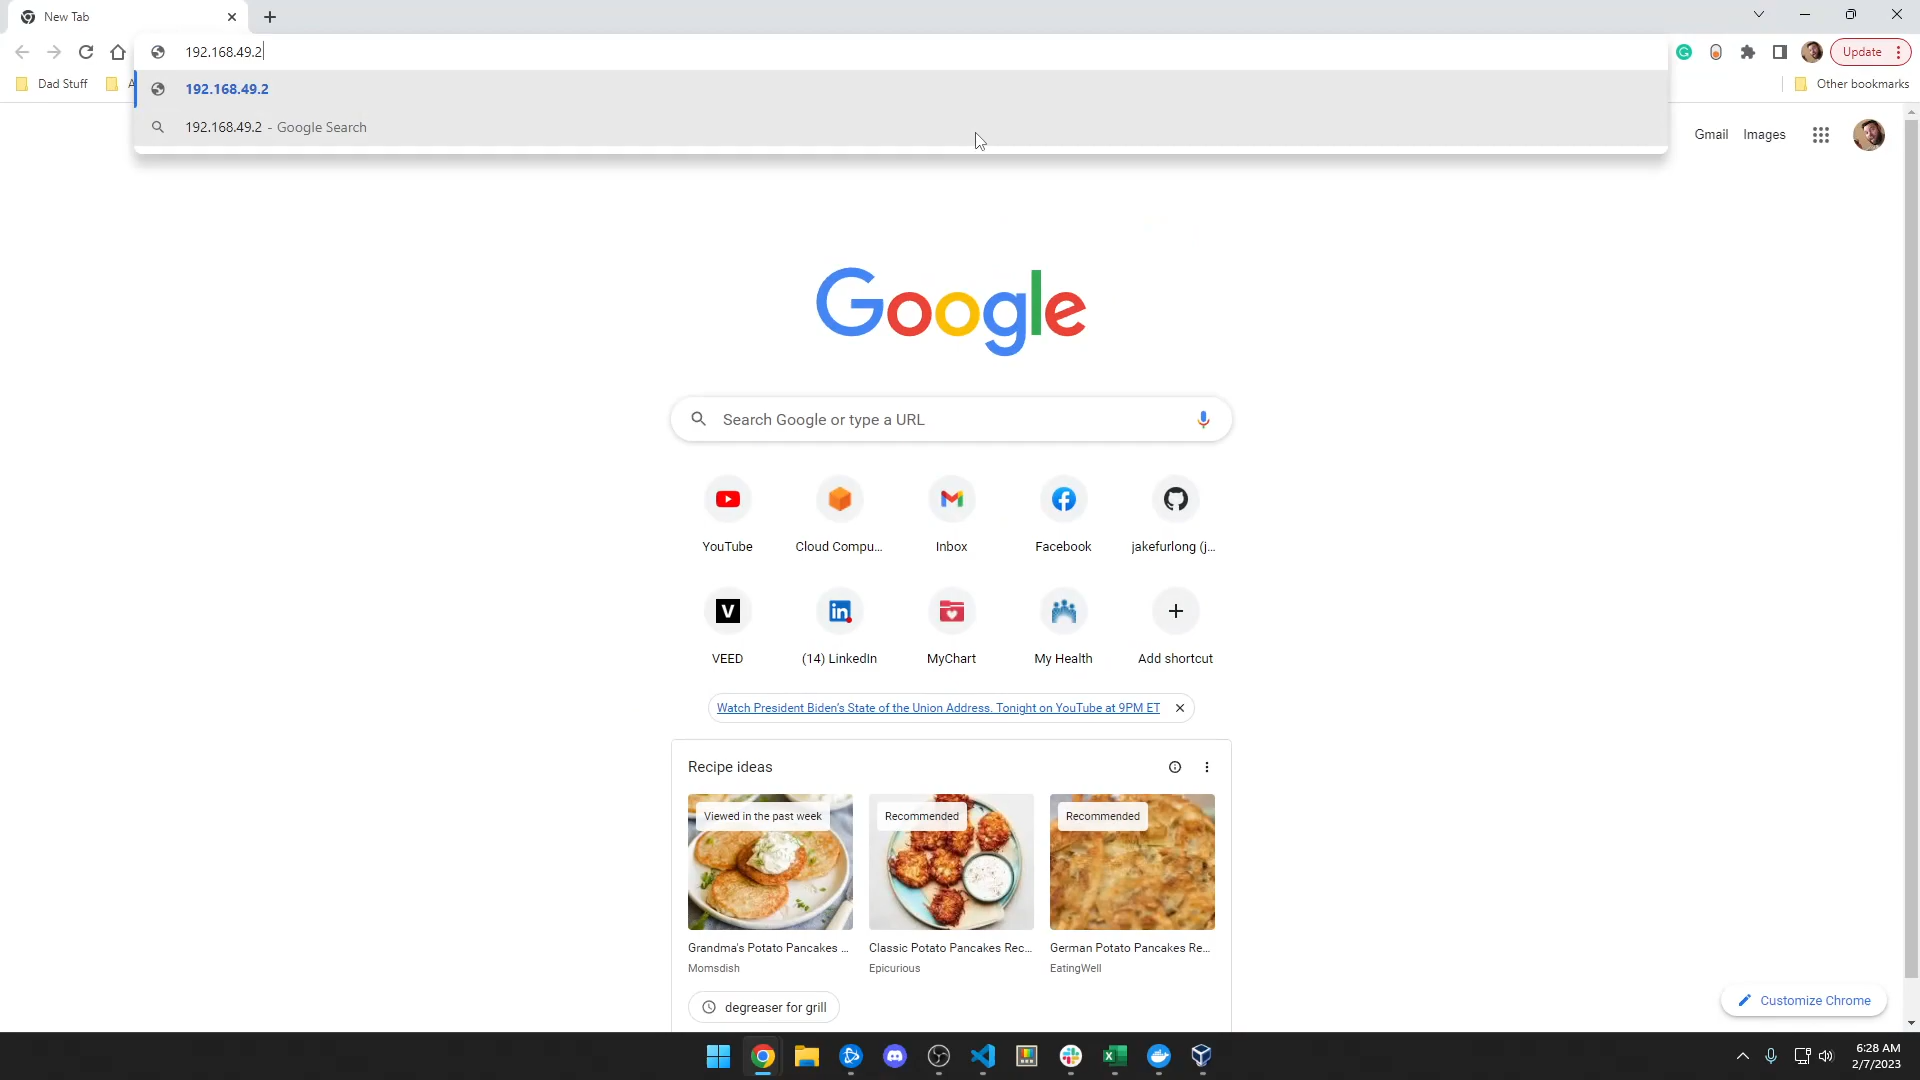 New Tab
192.168.49.2
Update
Dad Stuff
A
192.168.49.2
Other bookmarks
192.168.49.2 - Google Search
Gmail Images
Google
Search Google or type a URL
YouTube
Cloud Compu...
Inbox
Facebook
jakefurlong (j...
V
in
VEED
(14) LinkedIn
MyChart
My Health
Add shortcut
Watch President Biden's State of the Union Address. Tonight on YouTube at 9PM ET
Recipe ideas
Viewed in the past week
Recommended
Recommended
Grandma's Potato Pancakes ...
Classic Potato Pancakes Rec...
German Potato Pancakes Re...
Momsdish
Epicurious
EatingWell
degreaser for grill
Customize Chrome
6:28 AM
2/7/2023